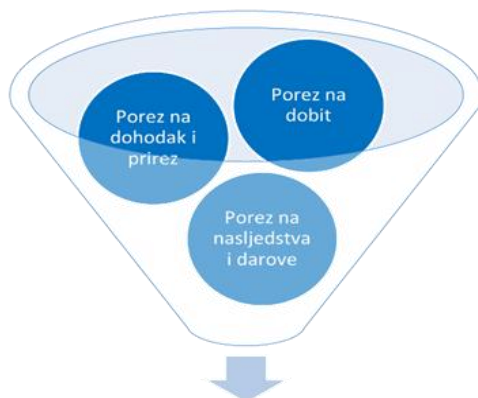 Porez na
dohodak i
prirez
Porez na
dobit
Porez na
nasljedstva
i darove